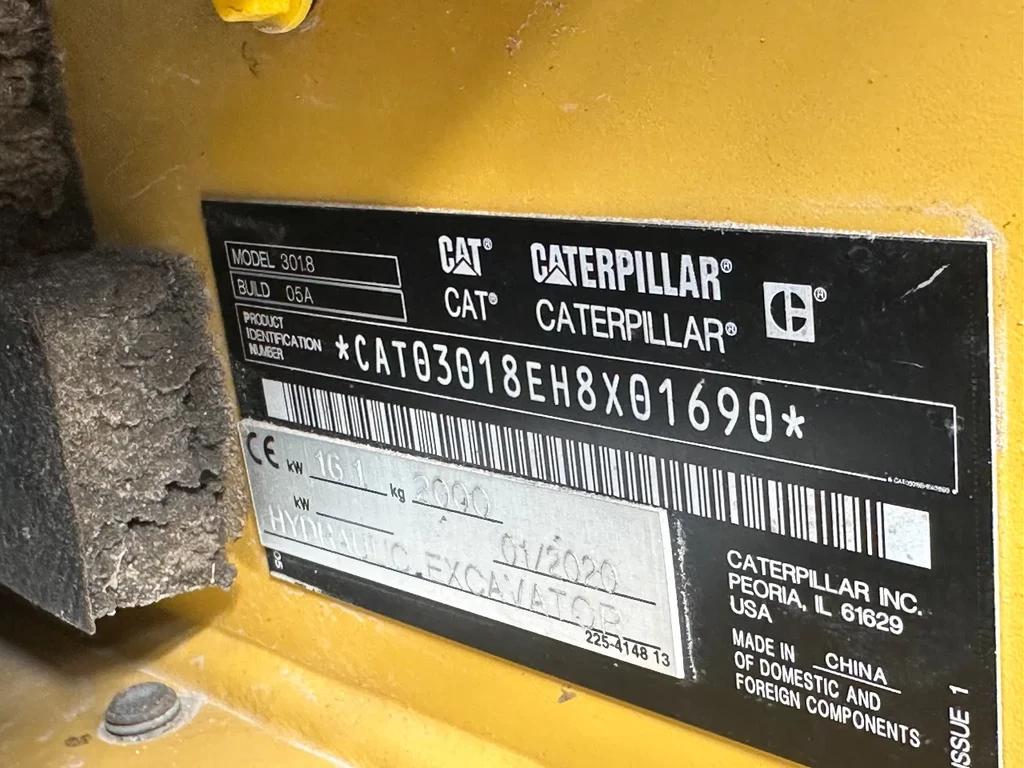 MODEL 301.8
BUILD 05A
CAT® CATERPILLAR®
CAT® CATERPILLAR®
C®
PRODUCT
IDENTIFICATION
NUMBER
*CAT03018EH8X01690*
CE kW 16.1 kg 2090
kW 01/2020
HYDRAULIC EXCAVATOR
225-4148 13
CATERPILLAR INC.
PEORIA, IL 61629
USA
MADE IN CHINA
OF DOMESTIC AND
FOREIGN COMPONENTS
ISSUE 1